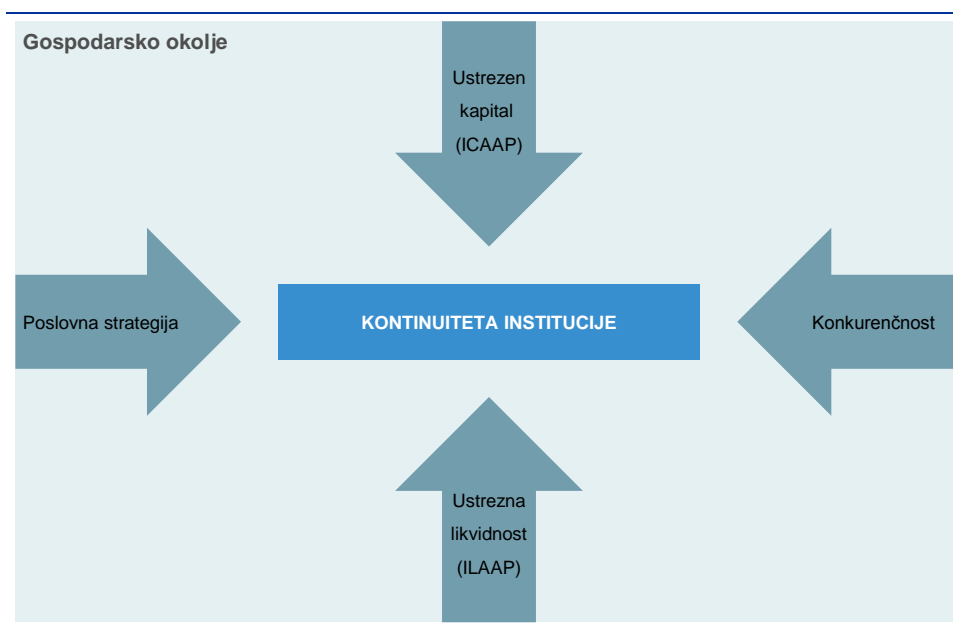 Gospodarsko okolje
Ustrezen
kapital
(ICAAP)
Poslovna strategija
KONTINUITETA INSTITUCIJE
Konkurenčnost
Ustrezna
likvidnost
(ILAAP)